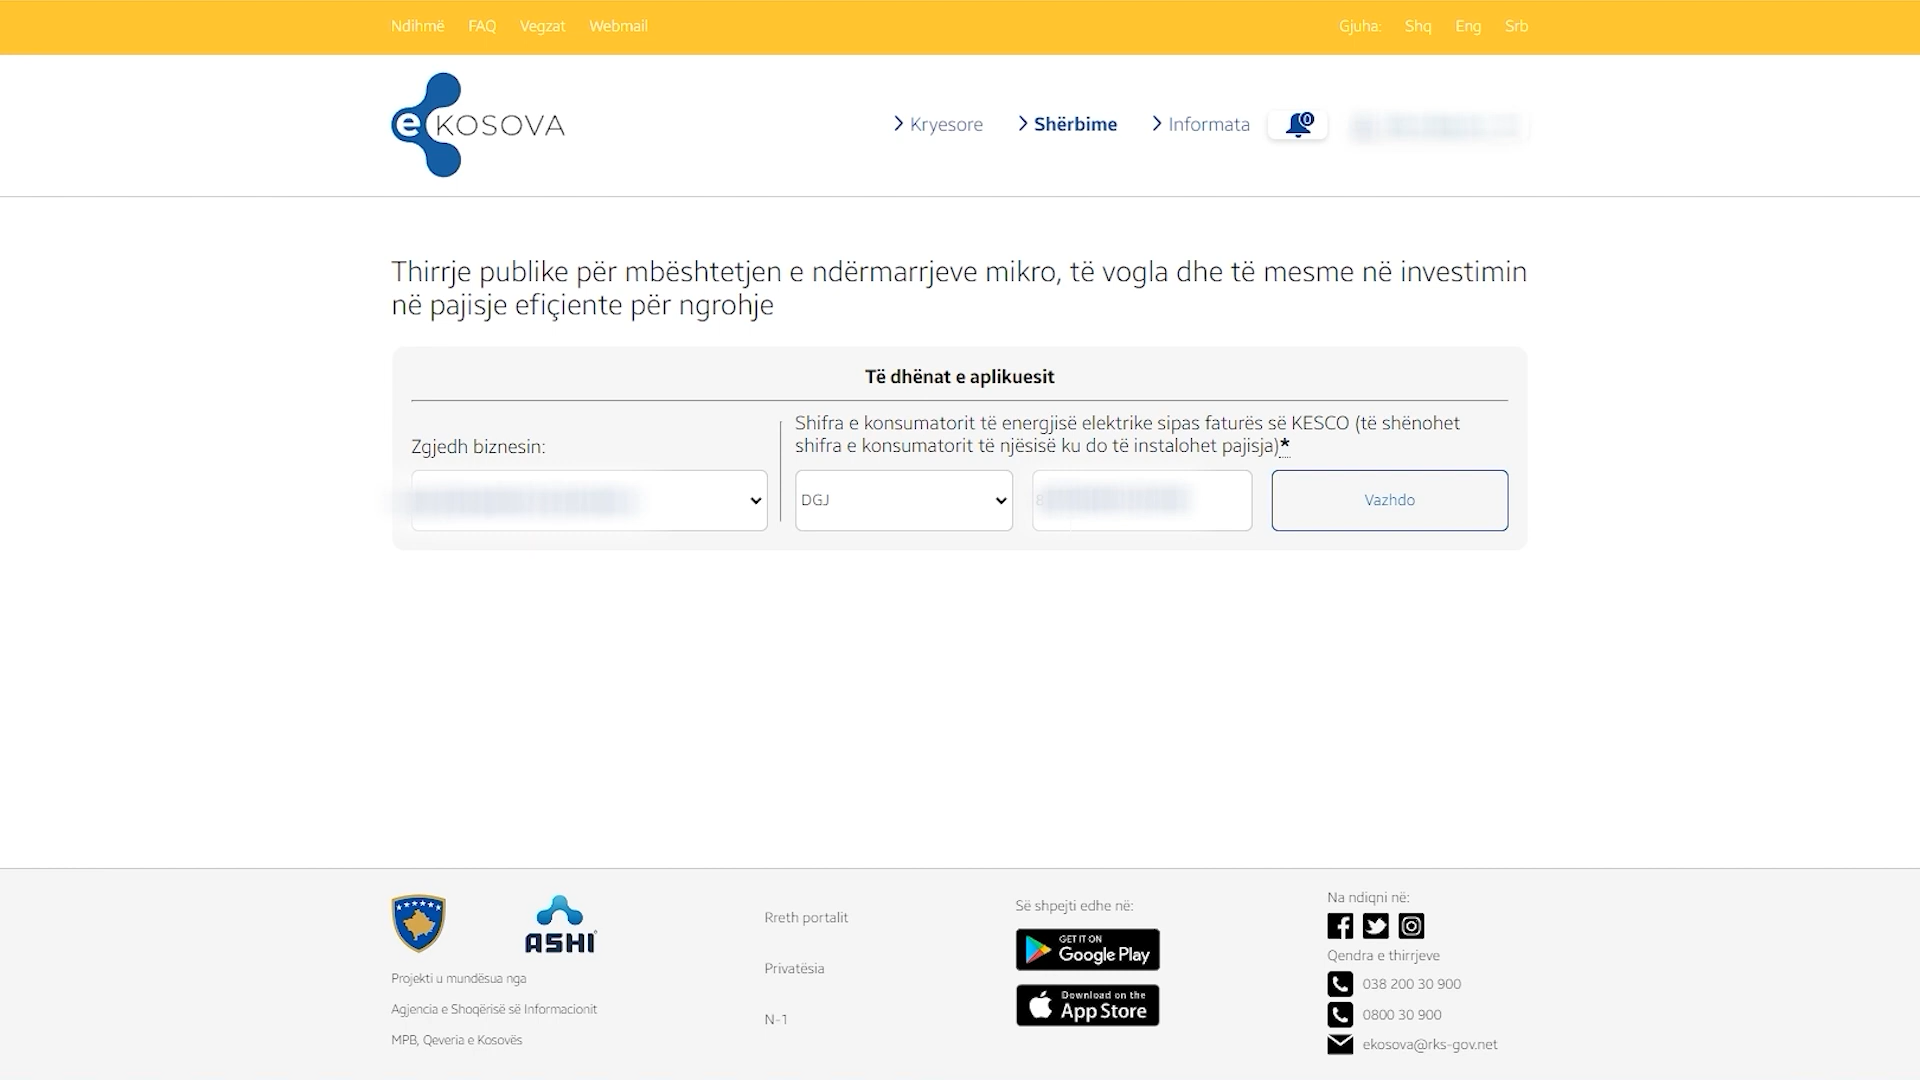 Ndihmë FAQ Vegzat Webmail Gjuha: Shq Eng Srb
e KOSOVA
Kryesore Shërbime Informata 0
Thirrje publike për mbështetjen e ndërmarrjeve mikro, të vogla dhe të mesme në investimin
në pajisje efiçiente për ngrohje
Të dhënat e aplikuesit
Zgjedh biznesin:
Shifra e konsumatorit të energjisë elektrike sipas faturës së KESCO (të shënohet
shifra e konsumatorit të njësisë ku do të instalohet pajisja)*
DGJ
Vazhdo
ASHI
Projekti u mundësua nga
Agjencia e Shoqërisë së Informacionit
MPB, Qeveria e Kosovës
Rreth portalit
Privatësia
N-1
Së shpejti edhe në:
GET IT ON
Google Play
Download on the
App Store
Na ndiqni në:
Qendra e thirrjeve
038 200 30 900
0800 30 900
ekosova@rks-gov.net